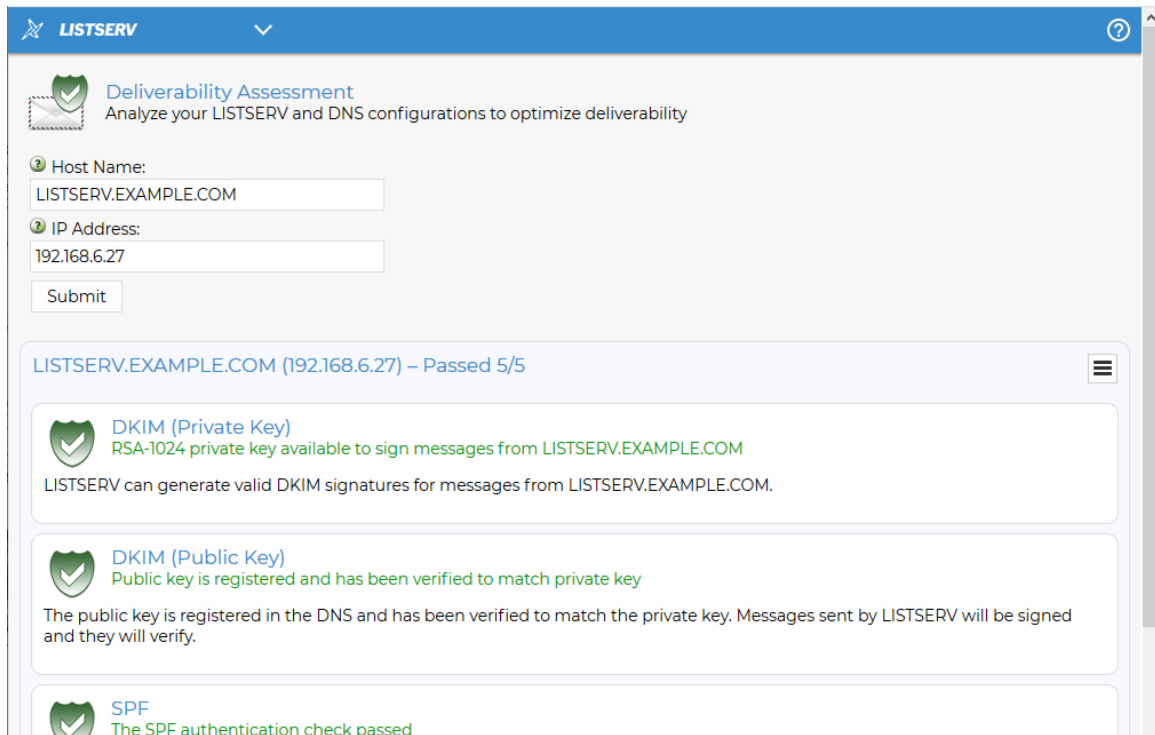 LISTSERV
Deliverability Assessment
Analyze your LISTSERV and DNS configurations to optimize deliverability
Host Name:
LISTSERV.EXAMPLE.COM
IP Address:
192.168.6.27
Submit
LISTSERV.EXAMPLE.COM (192.168.6.27) – Passed 5/5
DKIM (Private Key)
RSA-1024 private key available to sign messages from LISTSERV.EXAMPLE.COM
LISTSERV can generate valid DKIM signatures for messages from LISTSERV.EXAMPLE.COM.
DKIM (Public Key)
Public key is registered and has been verified to match private key
The public key is registered in the DNS and has been verified to match the private key. Messages sent by LISTSERV will be signed
and they will verify.
SPF
The SPF authentication check passed